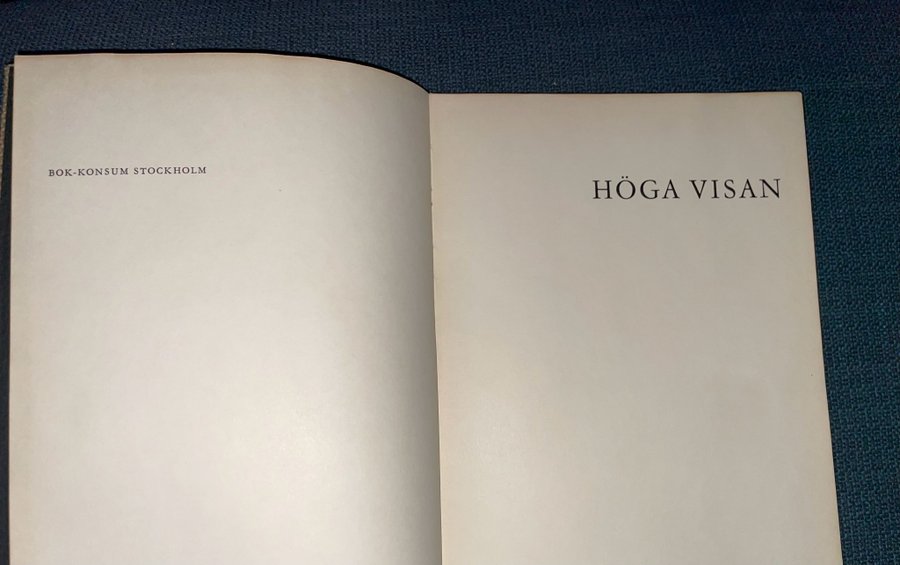 BOK-KONSUM STOCKHOLM
HÖGA VISAN